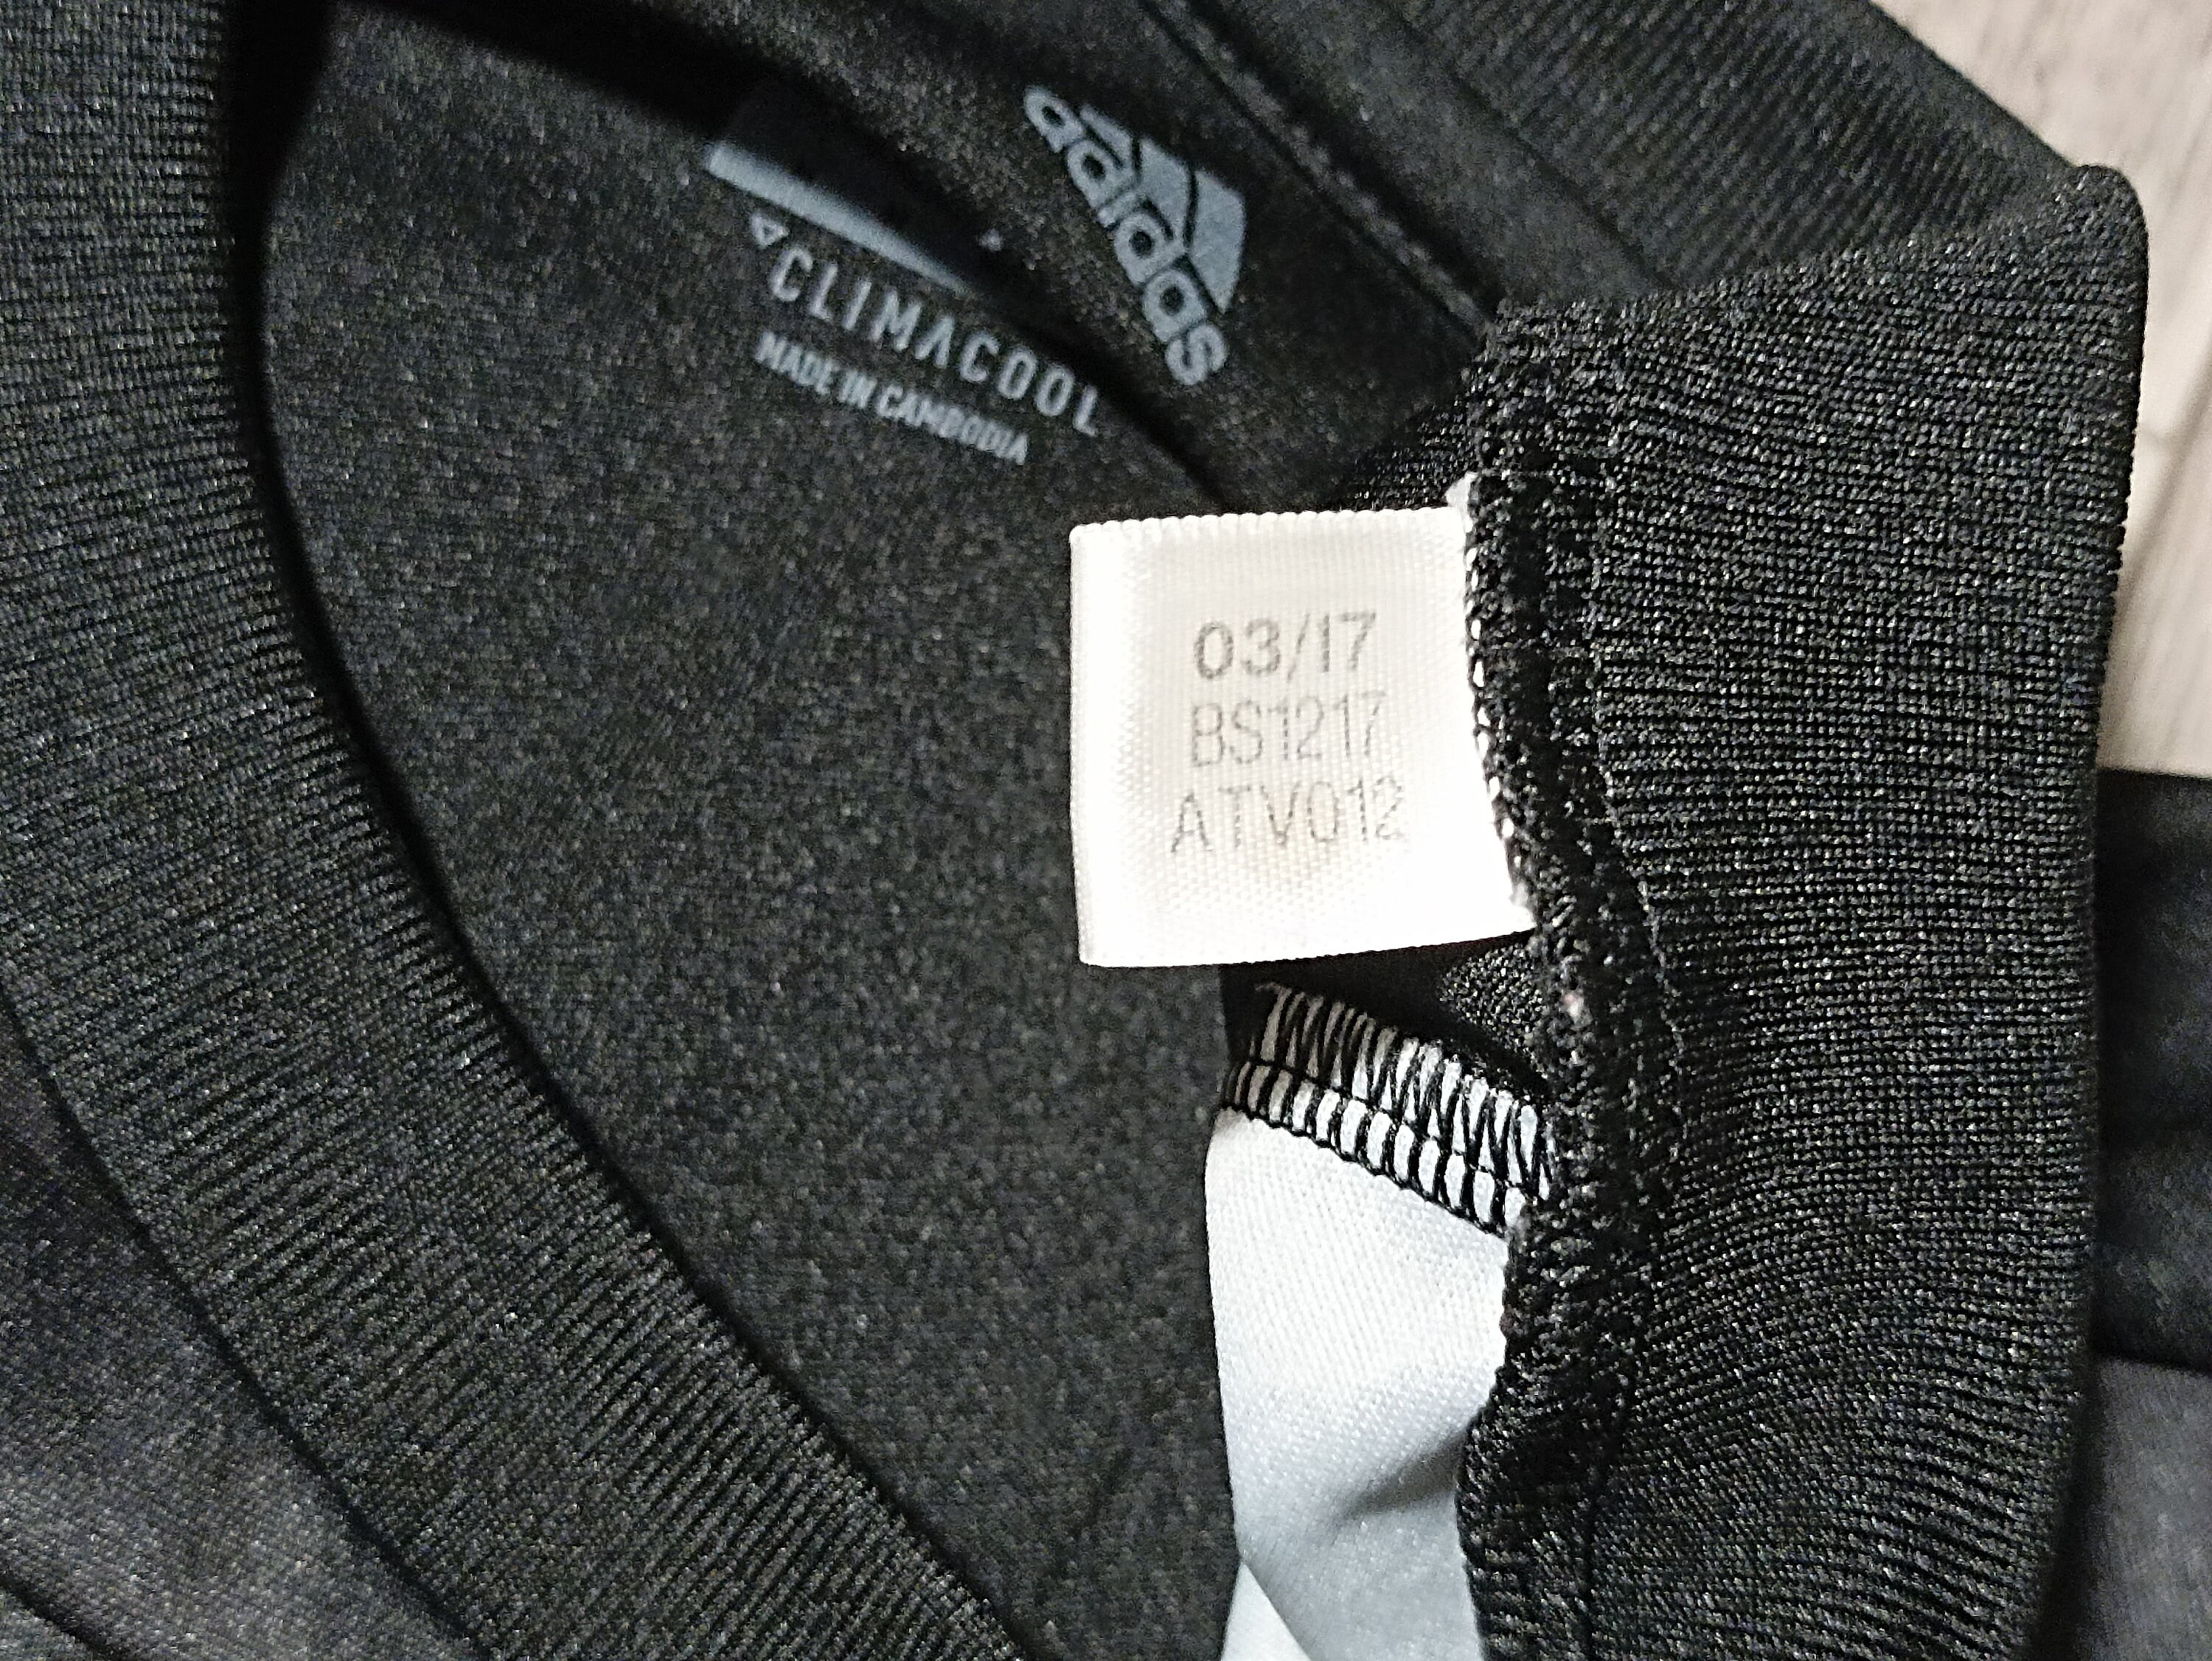 adidas
CLIMACOOL
MADE IN CAMBODIA
03/17
BS1217
ATV012